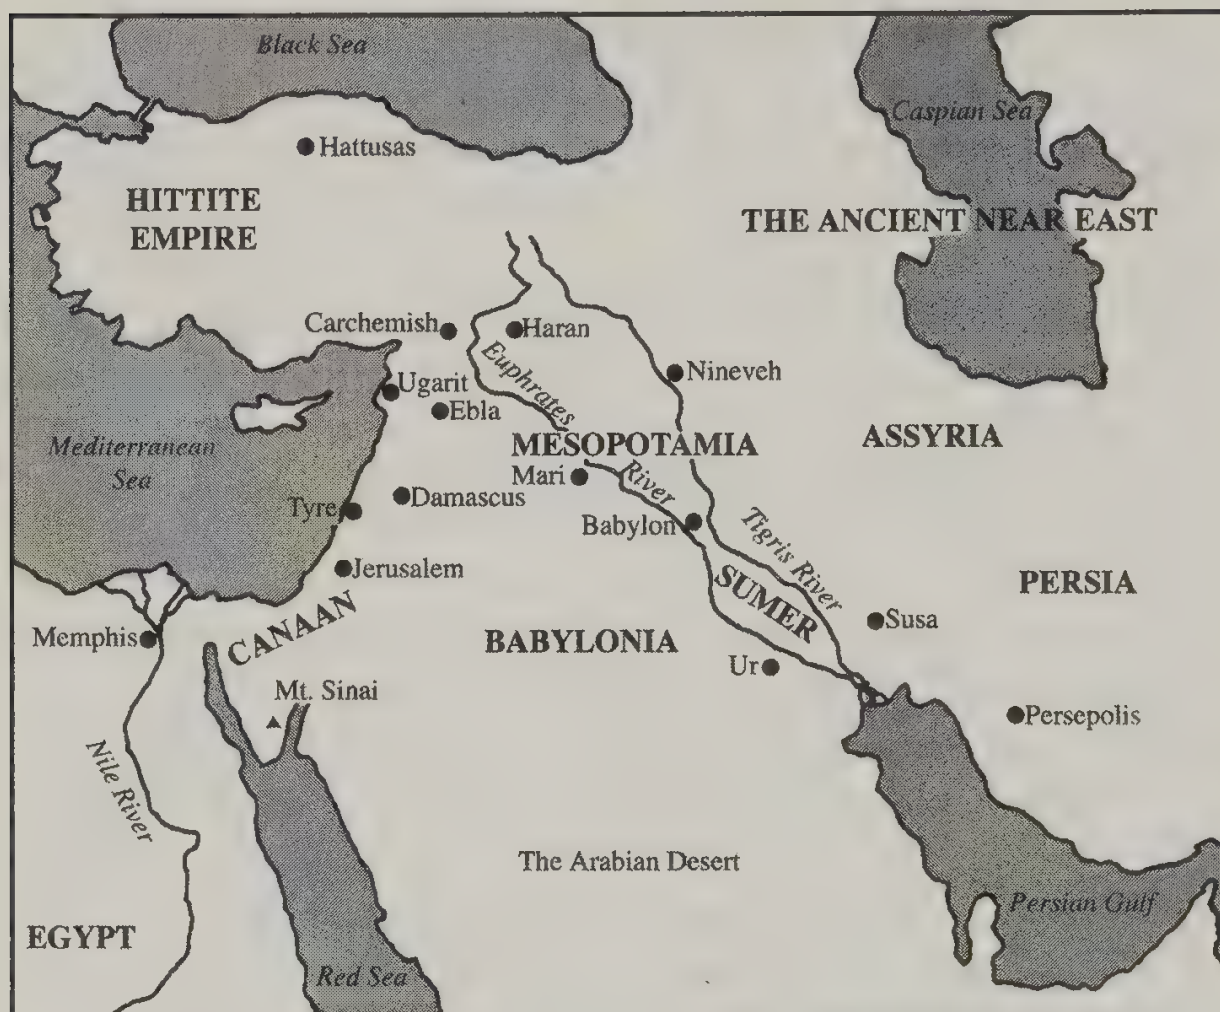 Black Sea
Caspian Sea
Hattusas
HITTITE
EMPIRE
THE ANCIENT NEAR EAST
Carchemish
Haran
Nineveh
Euphrates
Ugarit
Ebla
Mediterranean
Sea
MESOPOTAMIA
ASSYRIA
Mari
River
Damascus
Tyre
Babylon
Tigris River
Jerusalem
SUMER
PERSIA
CANAAN
Memphis
BABYLONIA
Susa
Ur
Mt. Sinai
Persepolis
Nile River
The Arabian Desert
Persian Gulf
EGYPT
Red Sea